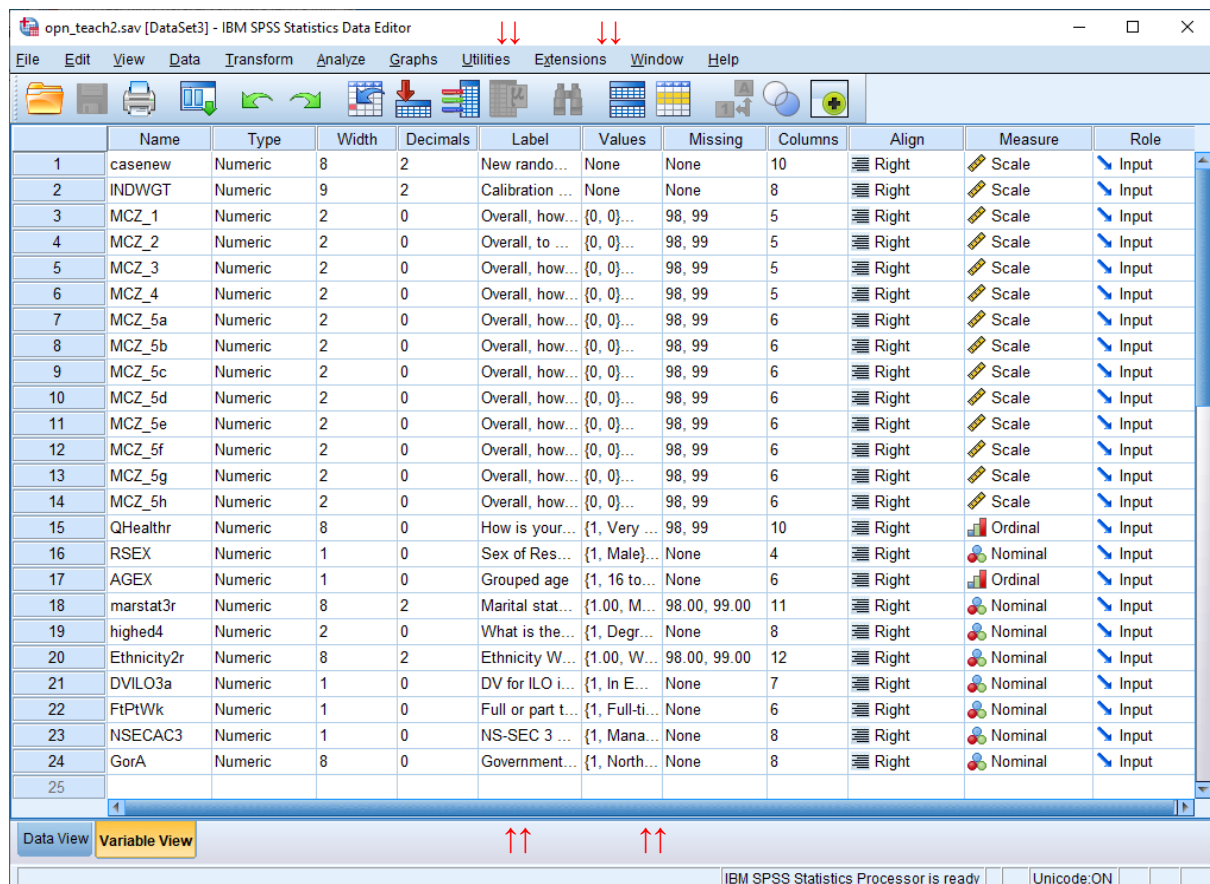 opn_teach2.sav [DataSet3] - IBM SPSS Statistics Data Editor ↓↓ ↓↓
File Edit View Data Transform Analyze Graphs Utilities Extensions Window Help
Name Type Width Decimals Label Values Missing Columns Align Measure Role
1 casenew Numeric 8 2 New rando... None None 10 Right Scale Input
2 INDWGT Numeric 9 2 Calibration ... None None 8 Right Scale Input
3 MCZ_1 Numeric 2 0 Overall, how... {0, 0}... 98, 99 5 Right Scale Input
4 MCZ_2 Numeric 2 0 Overall, to ... {0, 0}... 98, 99 5 Right Scale Input
5 MCZ_3 Numeric 2 0 Overall, how... {0, 0}... 98, 99 5 Right Scale Input
6 MCZ_4 Numeric 2 0 Overall, how... {0, 0}... 98, 99 5 Right Scale Input
7 MCZ_5a Numeric 2 0 Overall, how... {0, 0}... 98, 99 6 Right Scale Input
8 MCZ_5b Numeric 2 0 Overall, how... {0, 0}... 98, 99 6 Right Scale Input
9 MCZ_5c Numeric 2 0 Overall, how... {0, 0}... 98, 99 6 Right Scale Input
10 MCZ_5d Numeric 2 0 Overall, how... {0, 0}... 98, 99 6 Right Scale Input
11 MCZ_5e Numeric 2 0 Overall, how... {0, 0}... 98, 99 6 Right Scale Input
12 MCZ_5f Numeric 2 0 Overall, how... {0, 0}... 98, 99 6 Right Scale Input
13 MCZ_5g Numeric 2 0 Overall, how... {0, 0}... 98, 99 6 Right Scale Input
14 MCZ_5h Numeric 2 0 Overall, how... {0, 0}... 98, 99 6 Right Scale Input
15 QHealthr Numeric 8 0 How is your... {1, Very ... 98, 99 10 Right Ordinal Input
16 RSEX Numeric 1 0 Sex of Res... {1, Male}... None 4 Right Nominal Input
17 AGEX Numeric 1 0 Grouped age {1, 16 to... None 6 Right Ordinal Input
18 marstat3r Numeric 8 2 Marital stat... {1.00, M... 98.00, 99.00 11 Right Nominal Input
19 highed4 Numeric 2 0 What is the... {1, Degr... None 8 Right Nominal Input
20 Ethnicity2r Numeric 8 2 Ethnicity W... {1.00, W... 98.00, 99.00 12 Right Nominal Input
21 DVILO3a Numeric 1 0 DV for ILO i... {1, In E... None 7 Right Nominal Input
22 FtPtWk Numeric 1 0 Full or part t... {1, Full-ti... None 6 Right Nominal Input
23 NSECAC3 Numeric 1 0 NS-SEC 3 ... {1, Mana... None 8 Right Nominal Input
24 GorA Numeric 8 0 Government... {1, North... None 8 Right Nominal Input
25
Data View Variable View ↑↑ ↑↑
IBM SPSS Statistics Processor is ready Unicode:ON